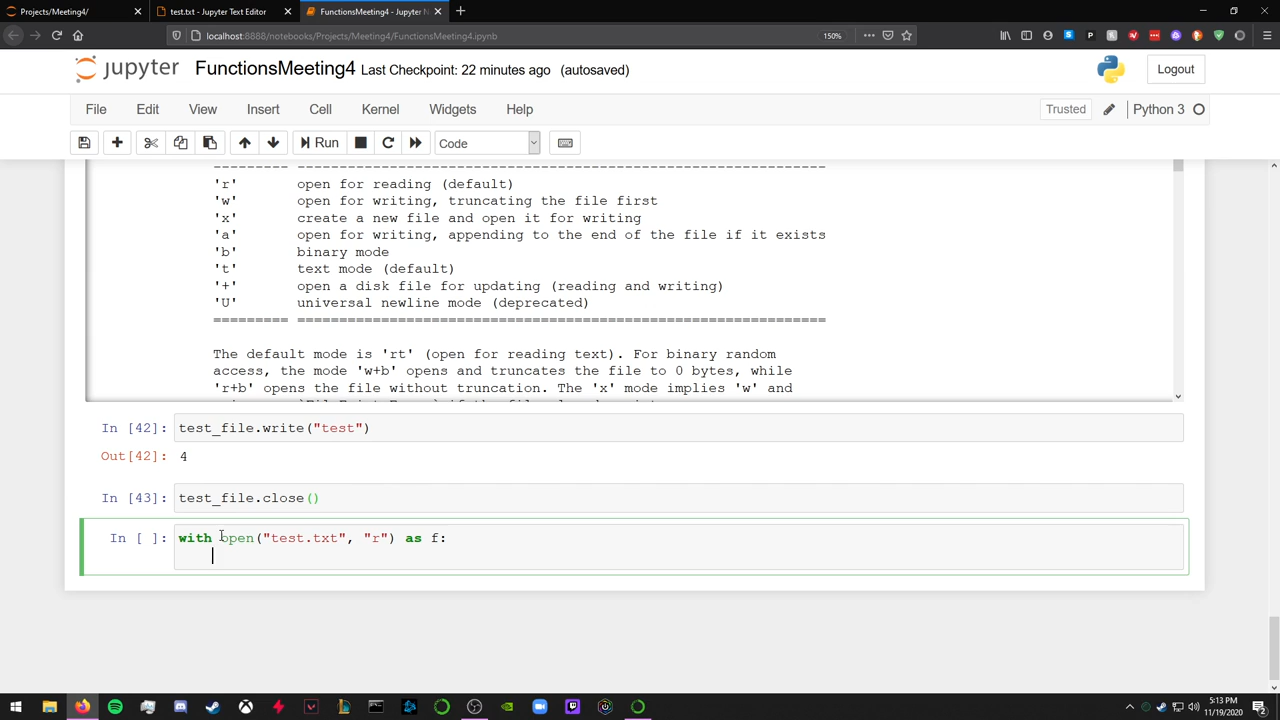 Projects/Meeting4/
test.txt - Jupyter Text Editor
FunctionsMeeting4 - Jupyter N
localhost:8888/notebooks/Projects/Meeting4/FunctionsMeeting4.ipynb
150%
jupyter FunctionsMeeting4 Last Checkpoint: 22 minutes ago (autosaved)
Logout
File Edit View Insert Cell Kernel Widgets Help
Trusted Python 3
Run Code
========= ===============================================================
'r' open for reading (default)
'w' open for writing, truncating the file first
'x' create a new file and open it for writing
'a' open for writing, appending to the end of the file if it exists
'b' binary mode
't' text mode (default)
'+' open a disk file for updating (reading and writing)
'U' universal newline mode (deprecated)
========= ===============================================================
The default mode is 'rt' (open for reading text). For binary random
access, the mode 'w+b' opens and truncates the file to 0 bytes, while
'r+b' opens the file without truncation. The 'x' mode implies 'w' and
In [42]: test_file.write("test")
Out[42]: 4
In [43]: test_file.close()
In [ ]: with open("test.txt", "r") as f:
5:13 PM
11/19/2020